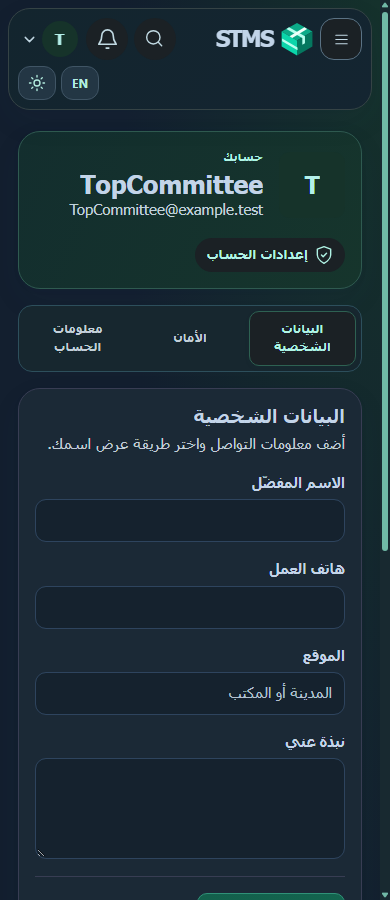 STMS
T
EN
حسابك
TopCommittee
T
TopCommittee@example.test
إعدادات الحساب
البيانات الشخصية
الأمان
معلومات الحساب
البيانات الشخصية
أضف معلومات التواصل واختر طريقة عرض اسمك.
الاسم المفضّل
هاتف العمل
الموقع
المدينة أو المكتب
نبذة عني